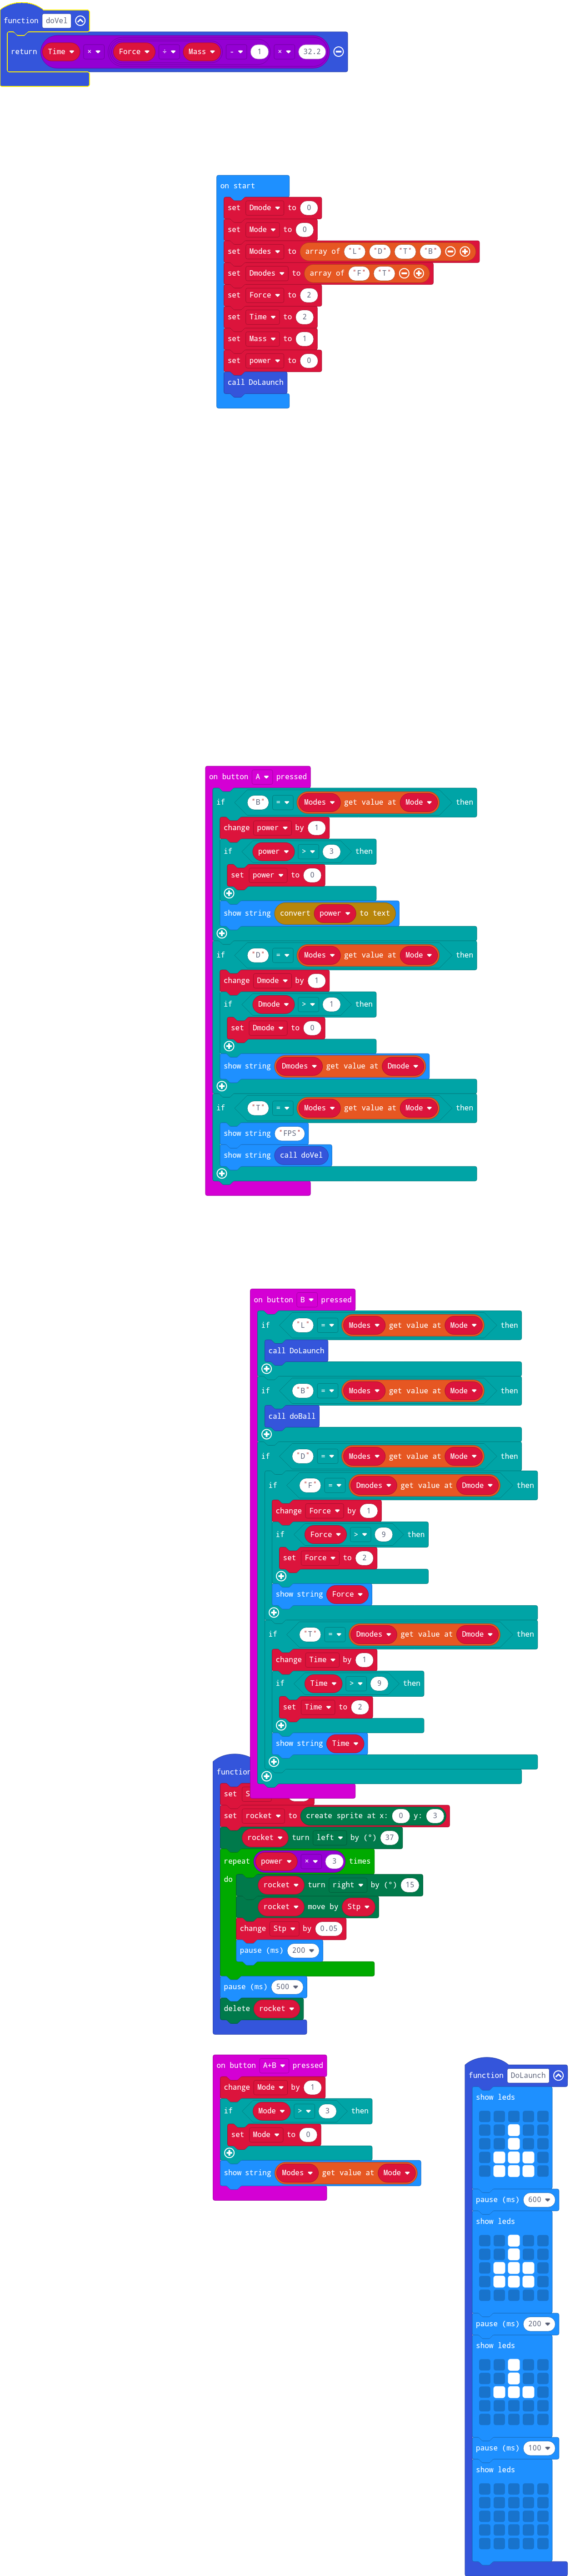 function doVel
return Time × Force ÷ Mass - 1 × 32.2
on start
set Dmode to 0
set Mode to 0
set Modes to array of "L" "D" "T" "B"
set Dmodes to array of "F" "T"
set Force to 2
set Time to 2
set Mass to 1
set power to 0
call DoLaunch
on button A pressed
if "B" = Modes get value at Mode then
change power by 1
if power > 3 then
set power to 0
show string convert power to text
if "D" = Modes get value at Mode then
change Dmode by 1
if Dmode > 1 then
set Dmode to 0
show string Dmodes get value at Dmode
if "T" = Modes get value at Mode then
show string "FPS"
show string call doVel
on button B pressed
if "L" = Modes get value at Mode then
call DoLaunch
if "B" = Modes get value at Mode then
call doBall
if "D" = Modes get value at Mode then
if "F" = Dmodes get value at Dmode then
change Force by 1
if Force > 9 then
set Force to 2
show string Force
if "T" = Dmodes get value at Dmode then
change Time by 1
if Time > 9 then
set Time to 2
show string Time
function
set S
set rocket to create sprite at x: 0 y: 3
rocket turn left by (°) 37
repeat power × 3 times
do
rocket turn right by (°) 15
rocket move by Stp
change Stp by 0.05
pause (ms) 200
pause (ms) 500
delete rocket
on button A+B pressed
change Mode by 1
if Mode > 3 then
set Mode to 0
show string Modes get value at Mode
function DoLaunch
show leds
pause (ms) 600
show leds
pause (ms) 200
show leds
pause (ms) 100
show leds